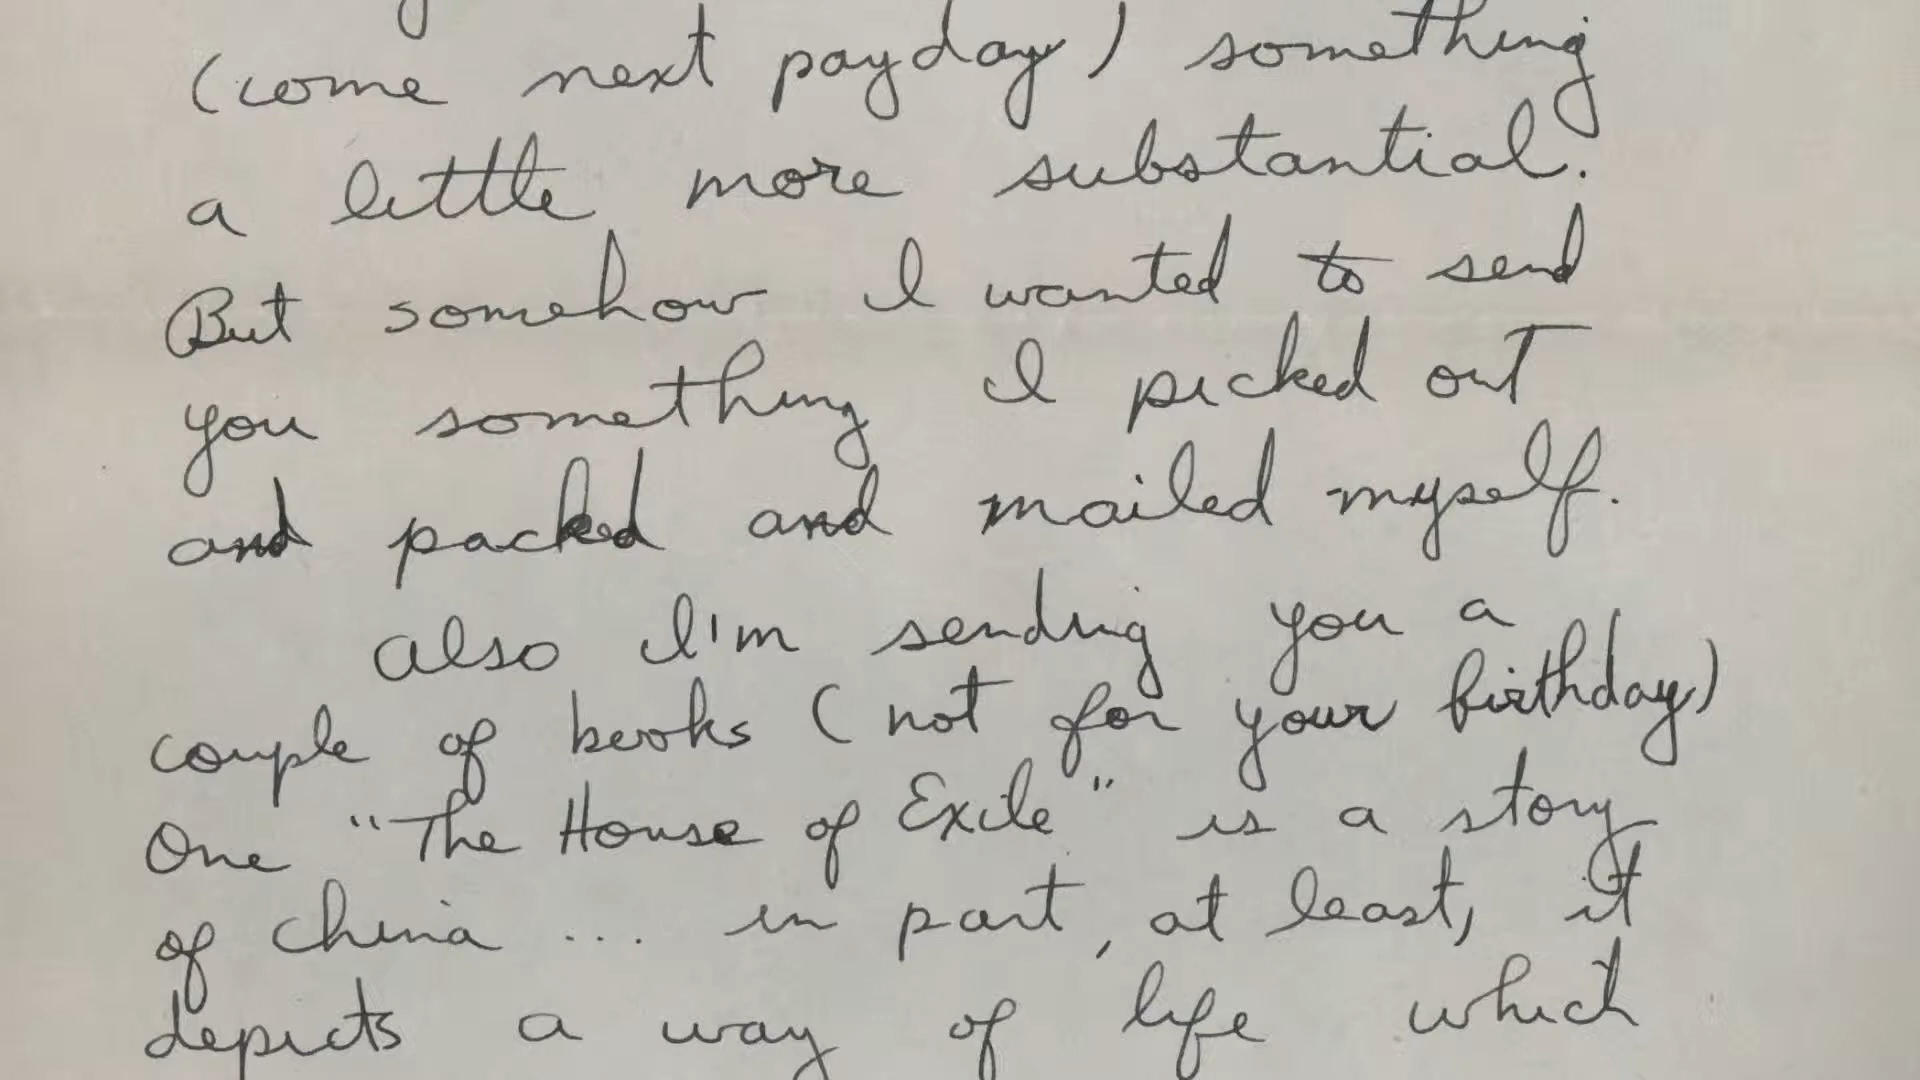 (come next payday) something
a little more substantial.
But somehow I wanted to send
you something I picked out
and packed and mailed myself.
also I'm sending you a
couple of books (not for your birthday)
One "The House of Exile" is a story
of China ... in part, at least, it
depicts a way of life which